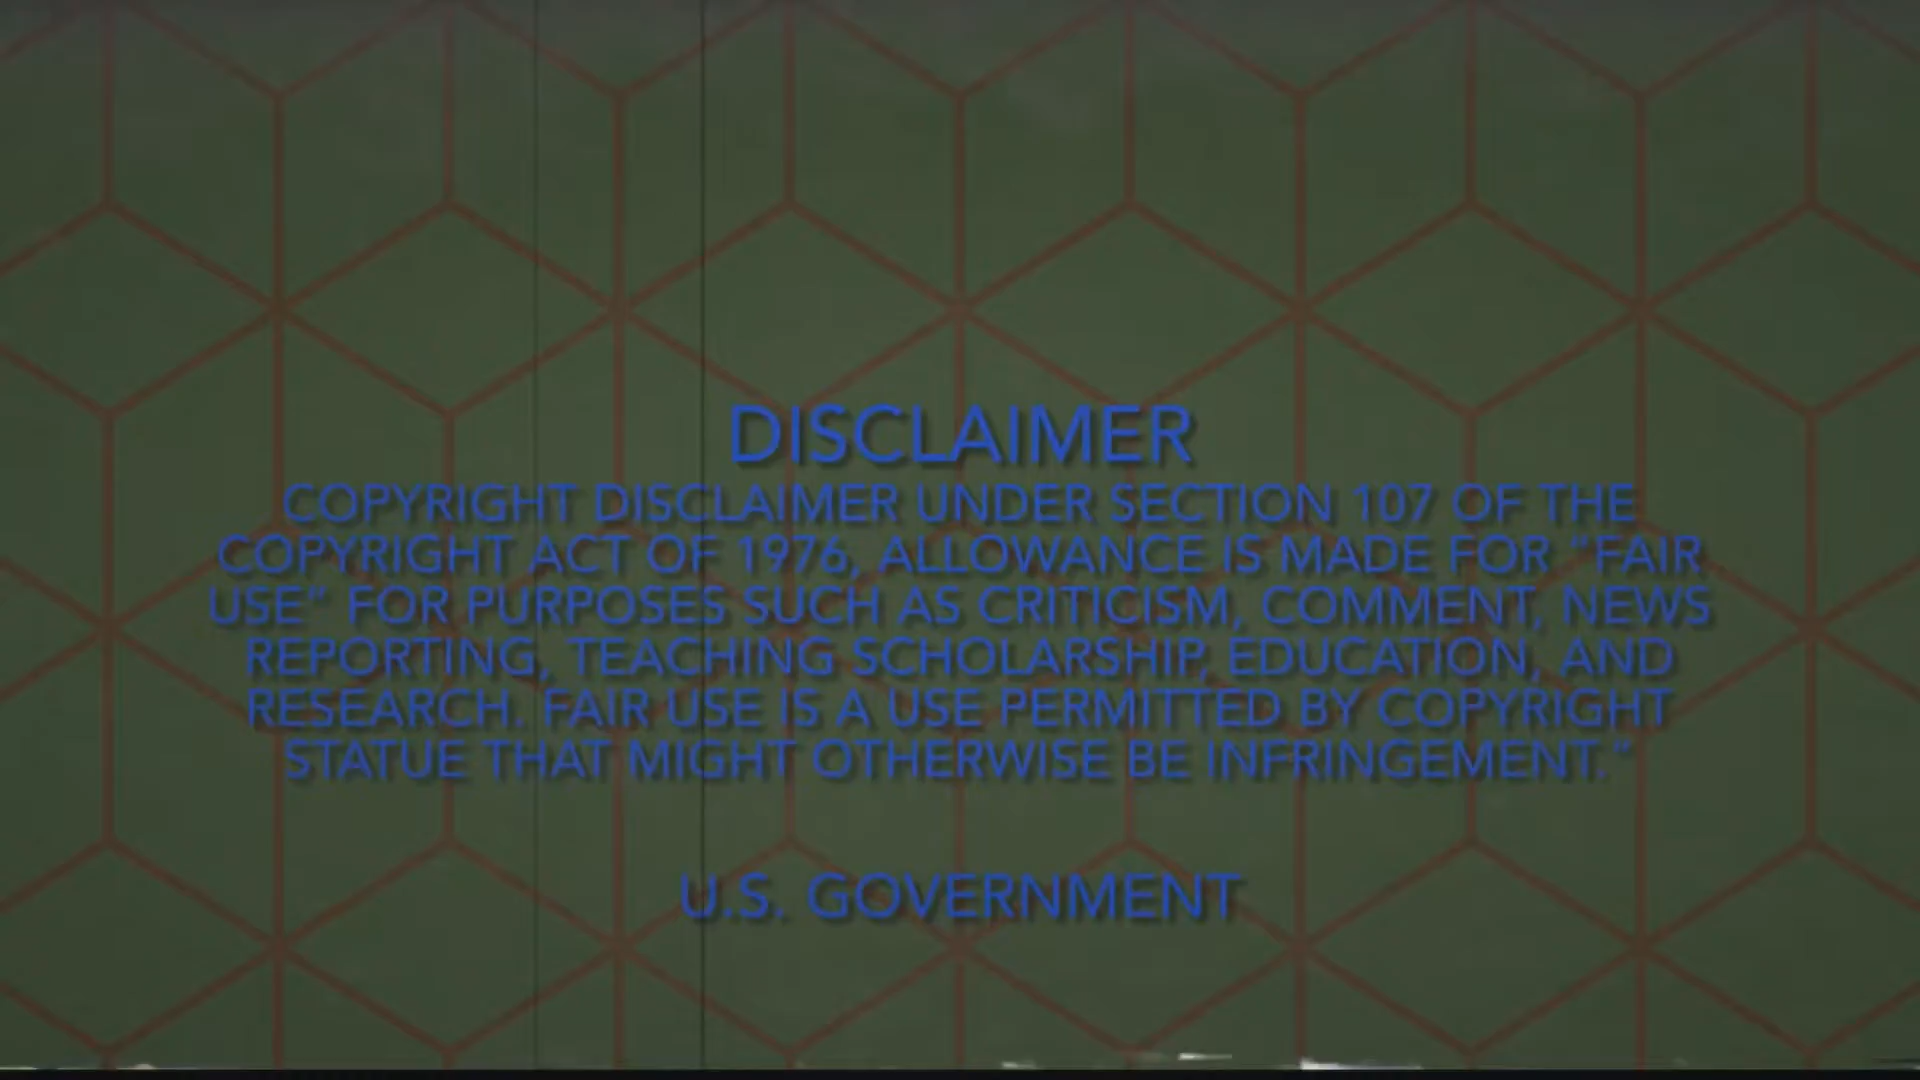 DISCLAIMER
COPYRIGHT DISCLAIMER UNDER SECTION 107 OF THE
COPYRIGHT ACT OF 1976, ALLOWANCE IS MADE FOR "FAIR
USE" FOR PURPOSES SUCH AS CRITICISM, COMMENT, NEWS
REPORTING, TEACHING SCHOLARSHIP, EDUCATION, AND
RESEARCH. FAIR USE IS A USE PERMITTED BY COPYRIGHT
STATUE THAT MIGHT OTHERWISE BE INFRINGEMENT."
U.S. GOVERNMENT